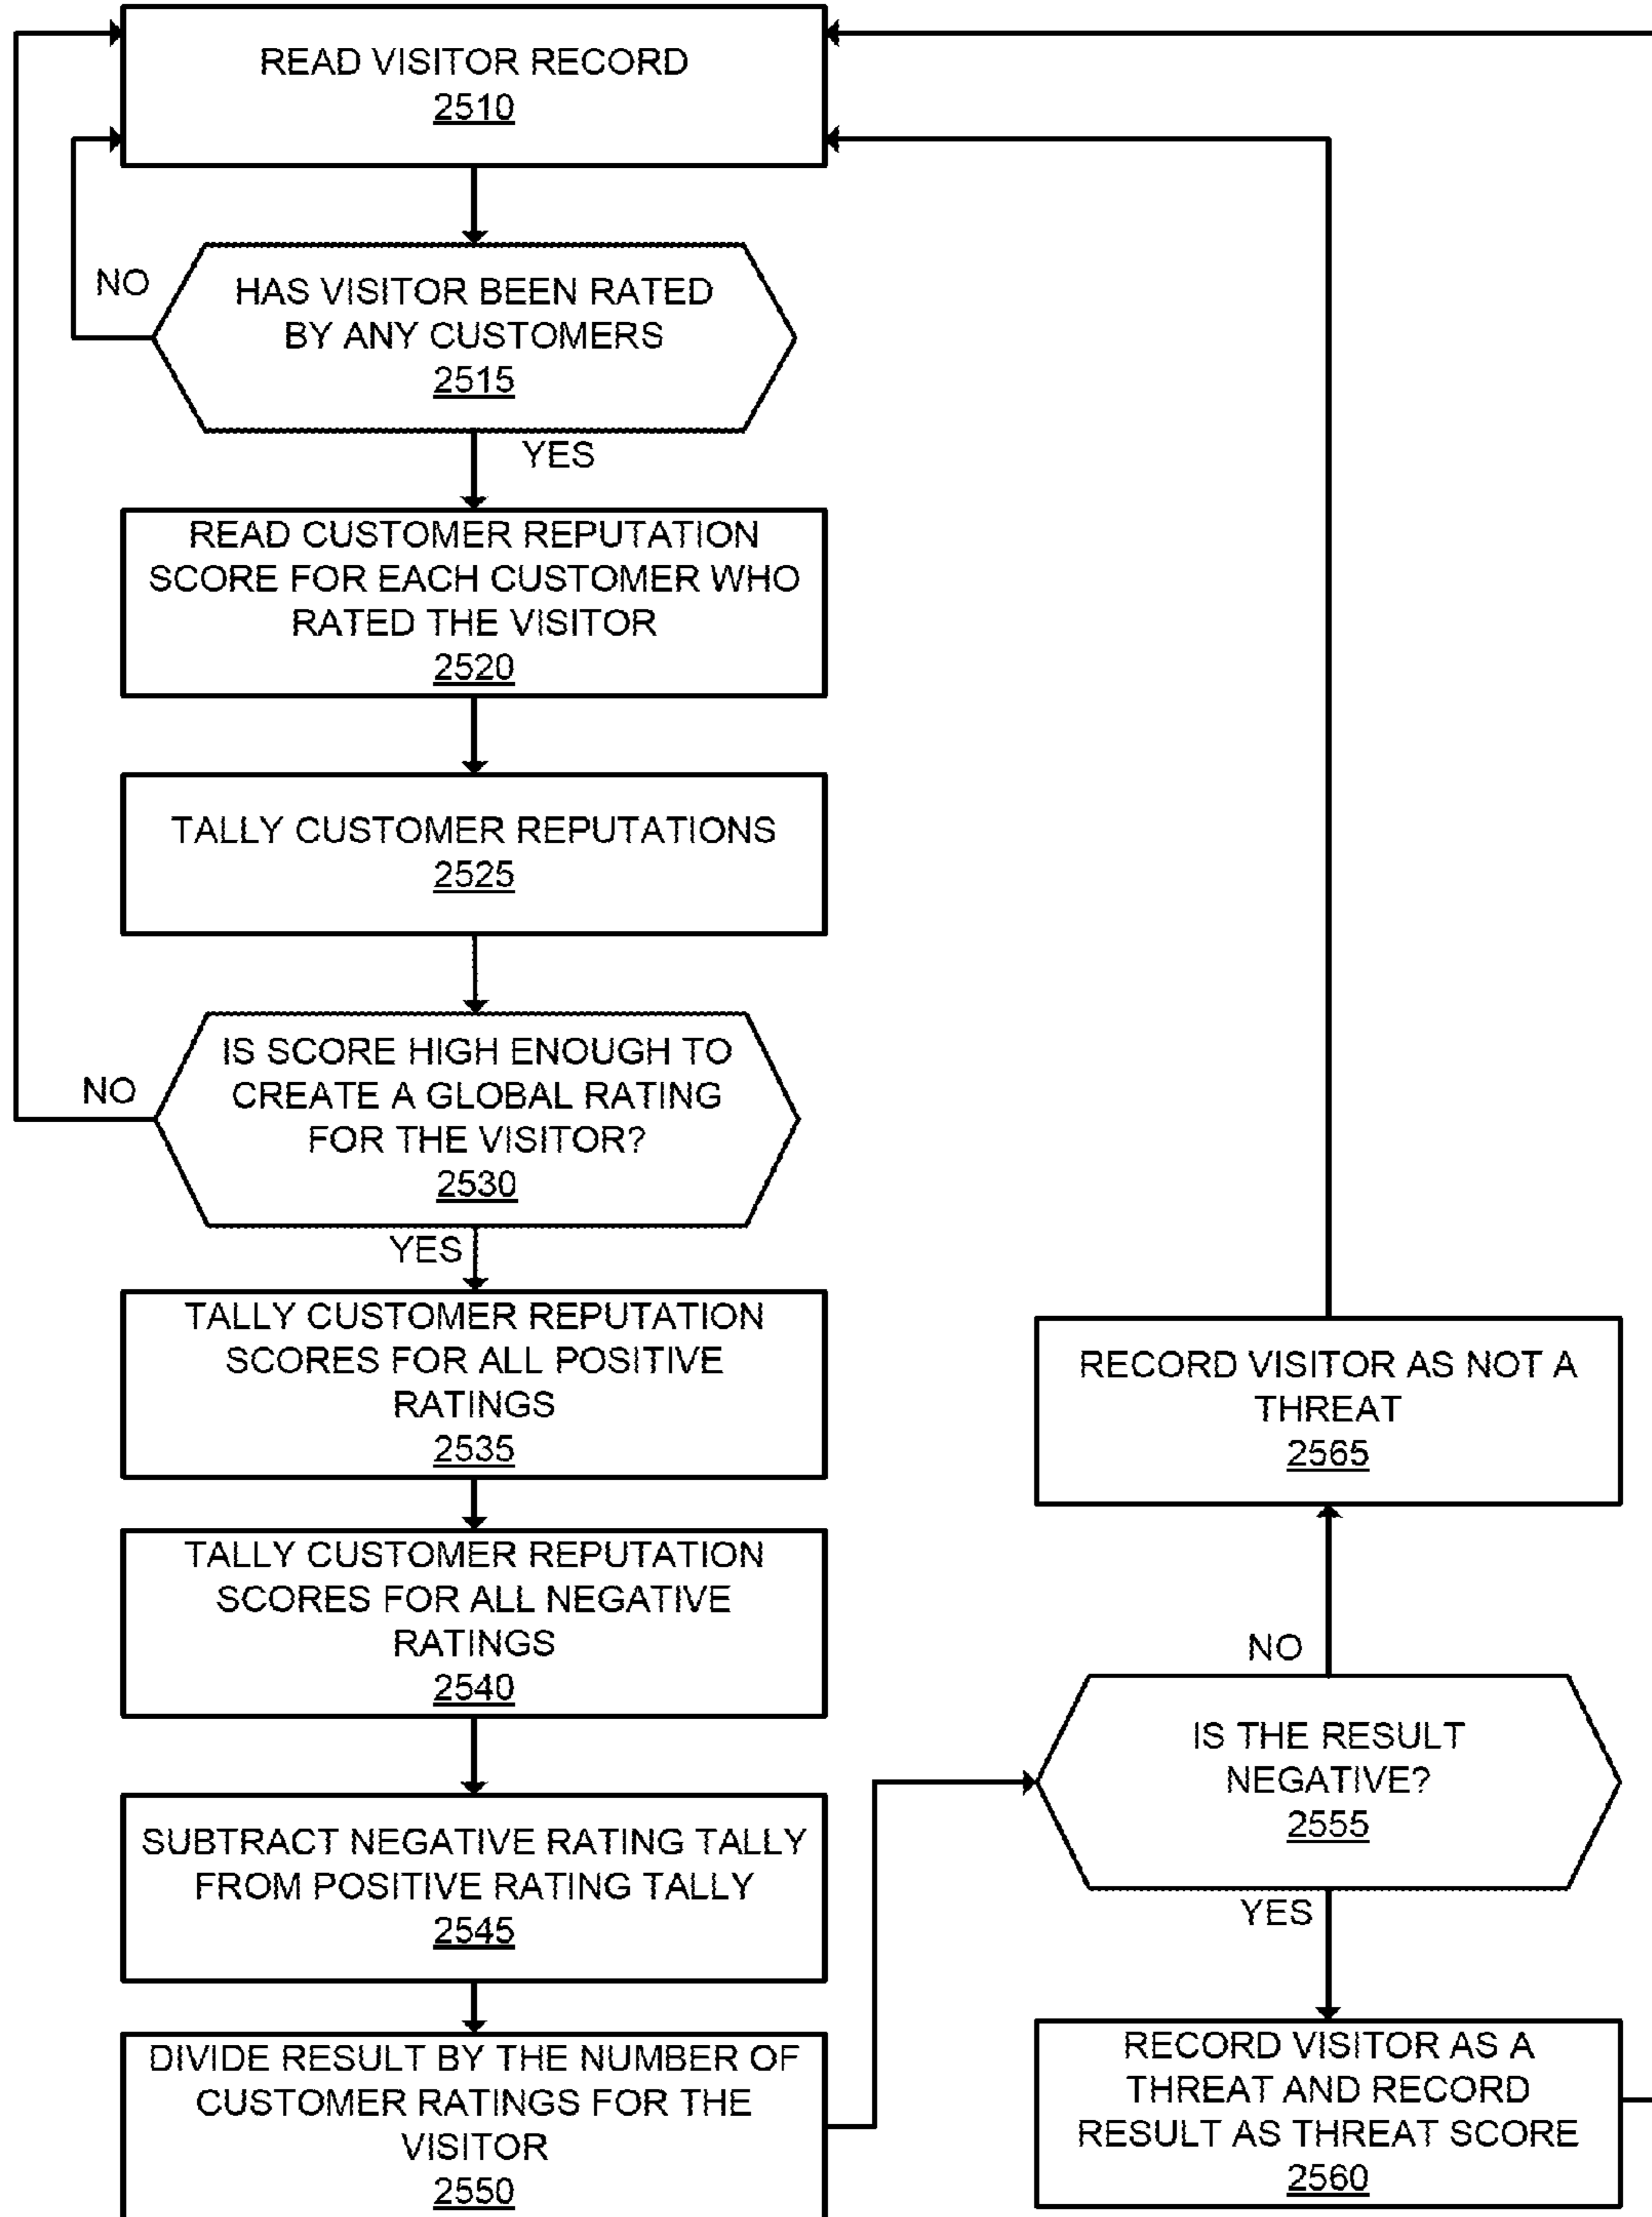 READ VISITOR RECORD
2510
NO
HAS VISITOR BEEN RATED
BY ANY CUSTOMERS
2515
YES
READ CUSTOMER REPUTATION
SCORE FOR EACH CUSTOMER WHO
RATED THE VISITOR
2520
TALLY CUSTOMER REPUTATIONS
2525
IS SCORE HIGH ENOUGH TO
CREATE A GLOBAL RATING
FOR THE VISITOR?
2530
NO
YES
TALLY CUSTOMER REPUTATION
SCORES FOR ALL POSITIVE
RATINGS
2535
TALLY CUSTOMER REPUTATION
SCORES FOR ALL NEGATIVE
RATINGS
2540
SUBTRACT NEGATIVE RATING TALLY
FROM POSITIVE RATING TALLY
2545
DIVIDE RESULT BY THE NUMBER OF
CUSTOMER RATINGS FOR THE
VISITOR
2550
RECORD VISITOR AS NOT A
THREAT
2565
NO
IS THE RESULT
NEGATIVE?
2555
YES
RECORD VISITOR AS A
THREAT AND RECORD
RESULT AS THREAT SCORE
2560